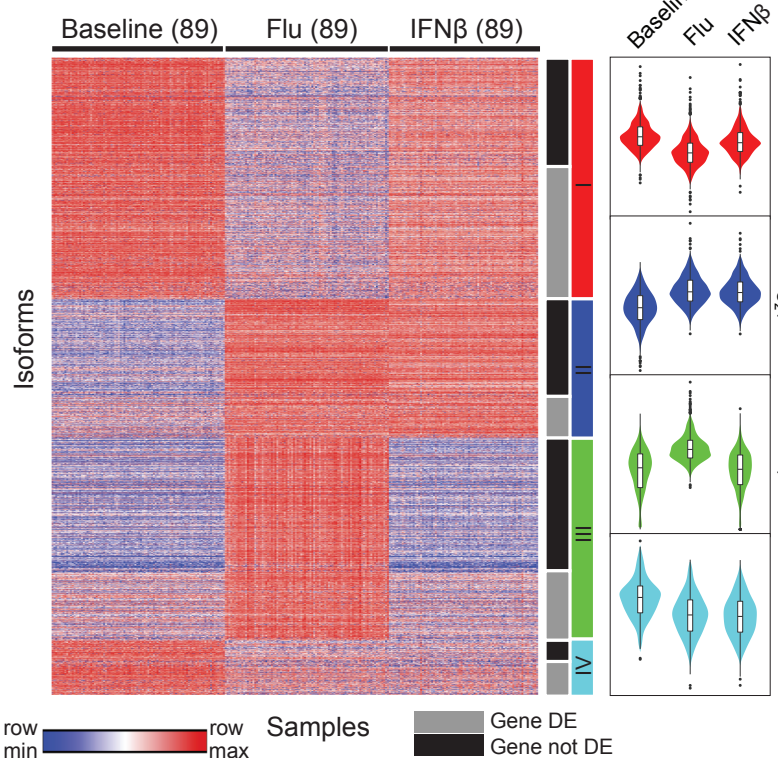 Baseline (89) Flu (89) IFNβ (89)
Flu IFNβ
Isoforms
I
II
III
IV
row min
row max
Samples
Gene DE
Gene not DE